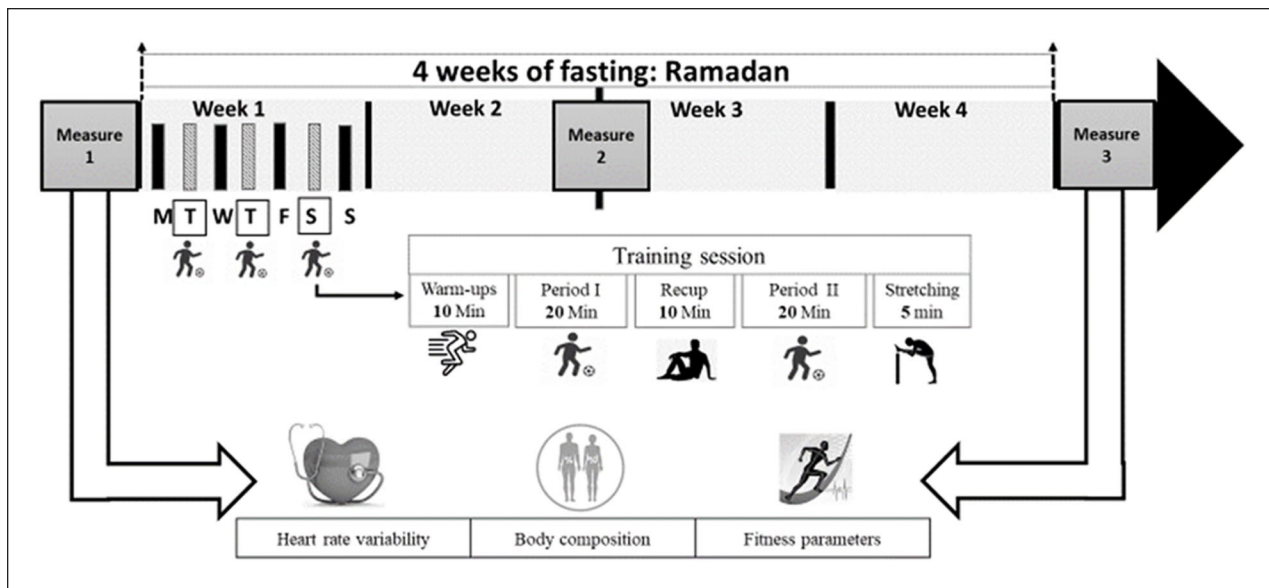 4 weeks of fasting: Ramadan
Week 1
Week 2
Week 3
Week 4
Measure
1
Measure
2
Measure
3
M T W T F S S
Training session
Warm-ups
10 Min
Period I
20 Min
Recup
10 Min
Period II
20 Min
Stretching
5 min
Heart rate variability
Body composition
Fitness parameters